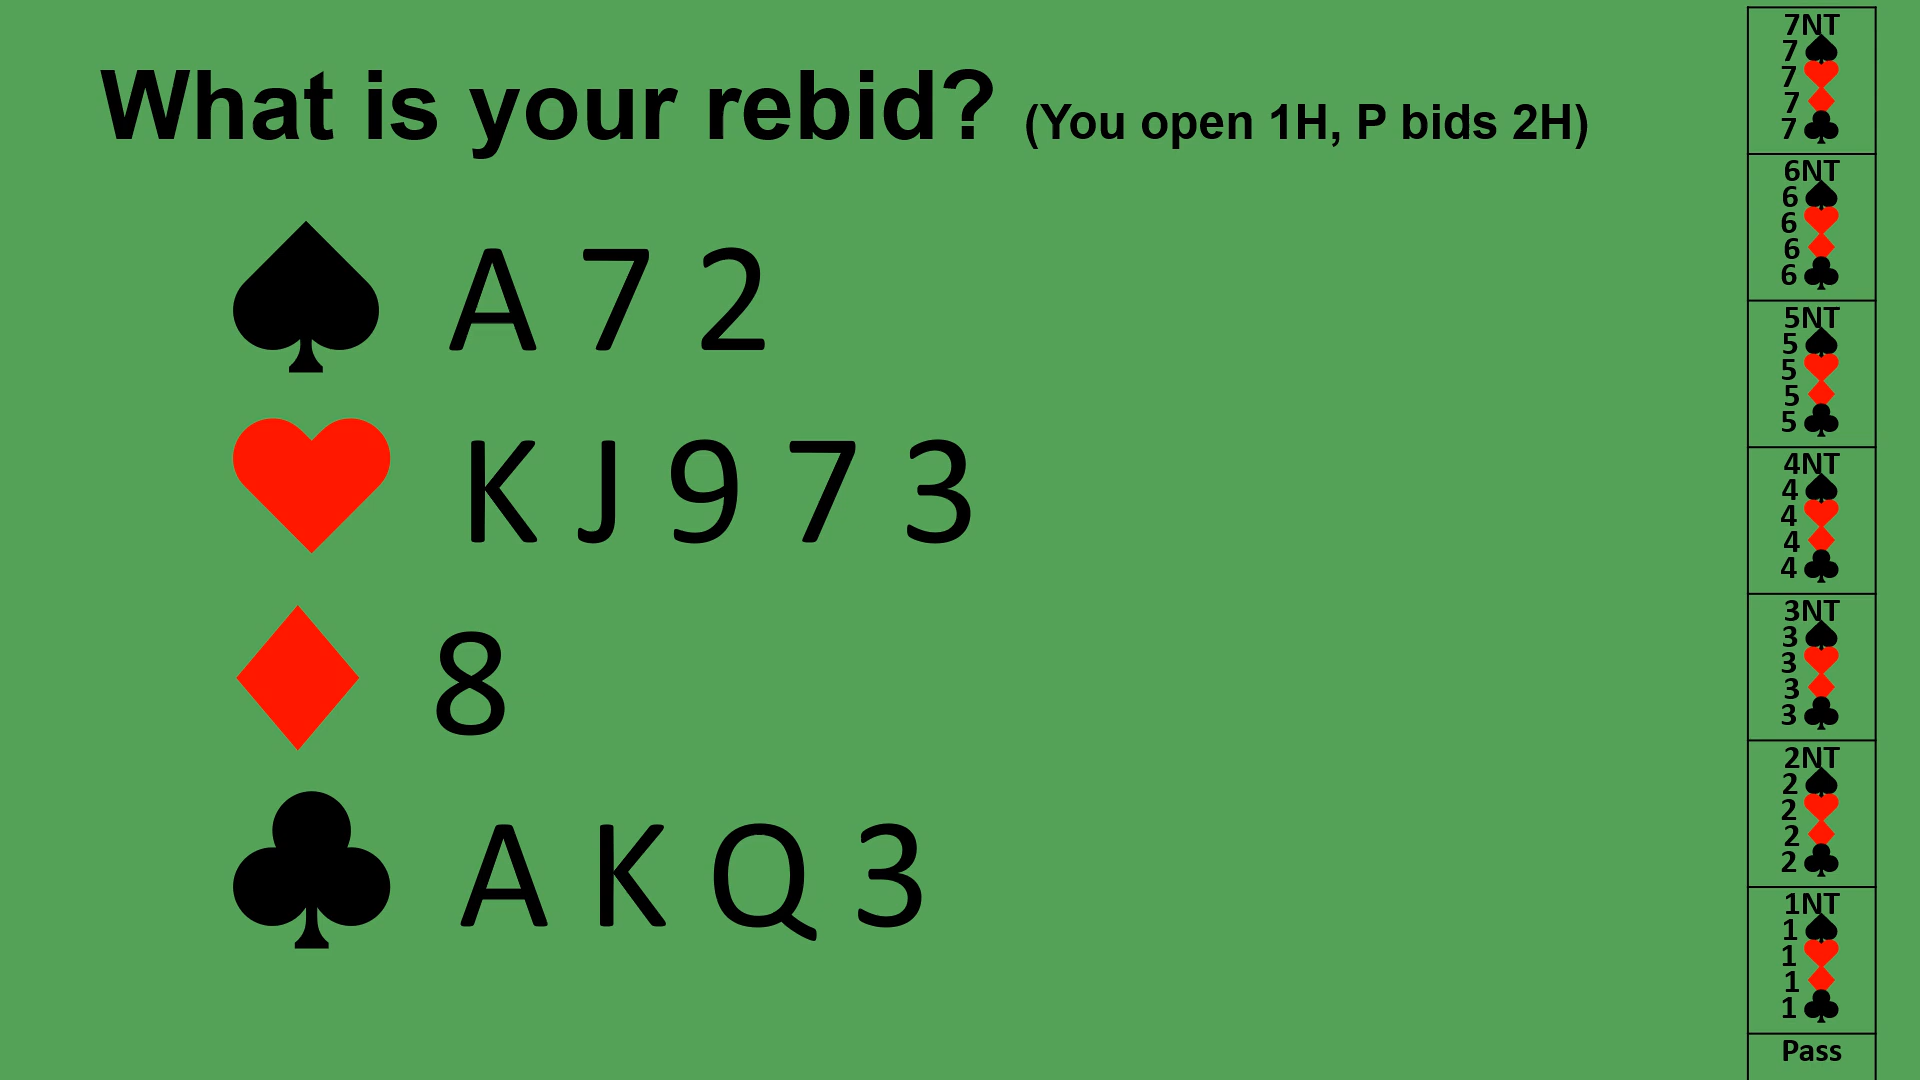 What is your rebid? (You open 1H, P bids 2H)
♠ A 7 2
♥ K J 9 7 3
♦ 8
♣ A K Q 3
7NT
7♠
7♥
7♦
7♣
6NT
6♠
6♥
6♦
6♣
5NT
5♠
5♥
5♦
5♣
4NT
4♠
4♥
4♦
4♣
3NT
3♠
3♥
3♦
3♣
2NT
2♠
2♥
2♦
2♣
1NT
1♠
1♥
1♦
1♣
Pass